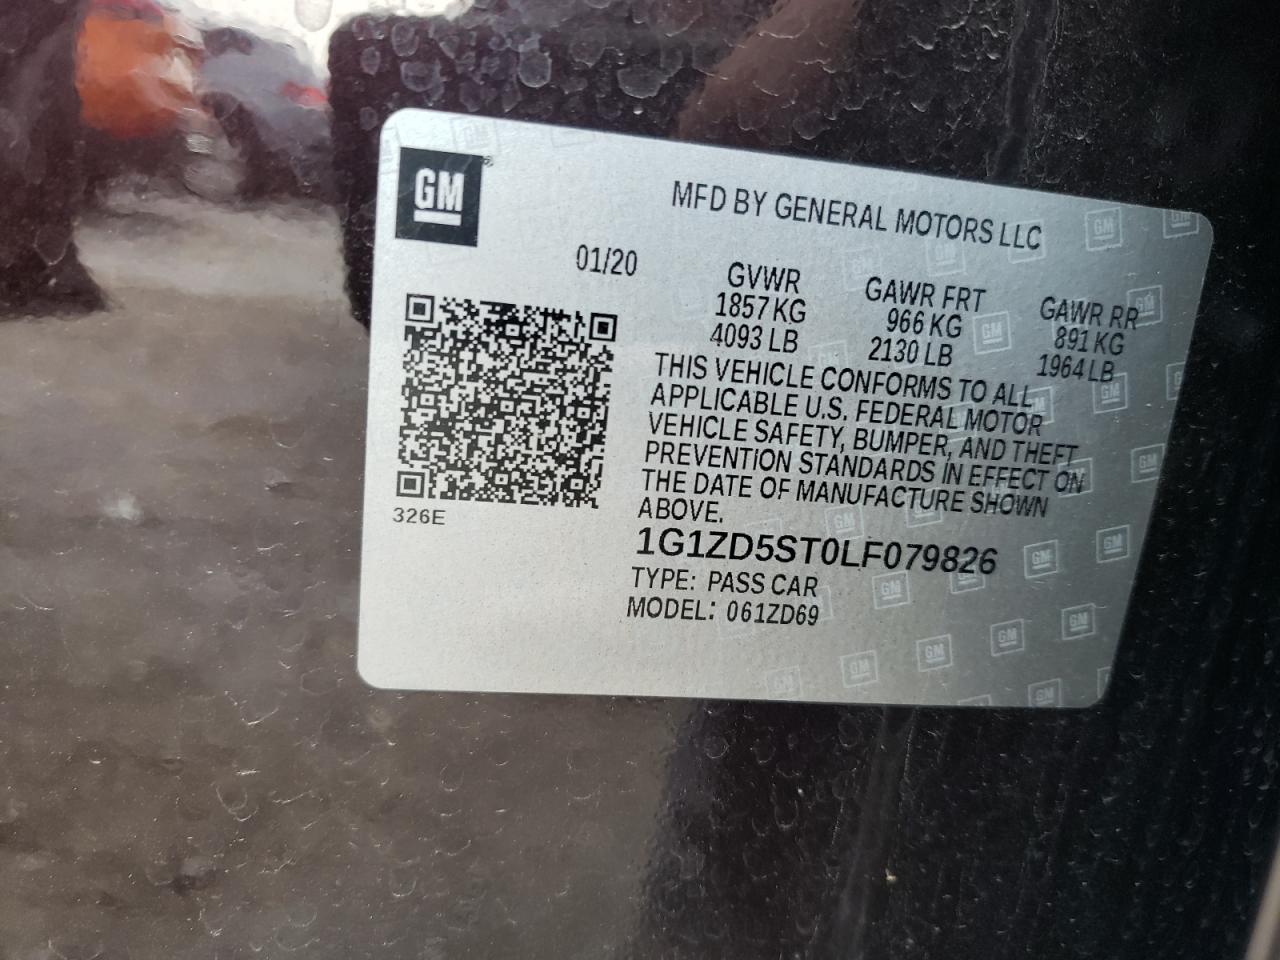 GM
MFD BY GENERAL MOTORS LLC
01/20
GVWR GAWR FRT GAWR RR
1857 KG 966 KG 891 KG
4093 LB 2130 LB 1964 LB
THIS VEHICLE CONFORMS TO ALL
APPLICABLE U.S. FEDERAL MOTOR
VEHICLE SAFETY, BUMPER, AND THEFT
PREVENTION STANDARDS IN EFFECT ON
THE DATE OF MANUFACTURE SHOWN
ABOVE.
326E
1G1ZD5ST0LF079826
TYPE: PASS CAR
MODEL: 061ZD69